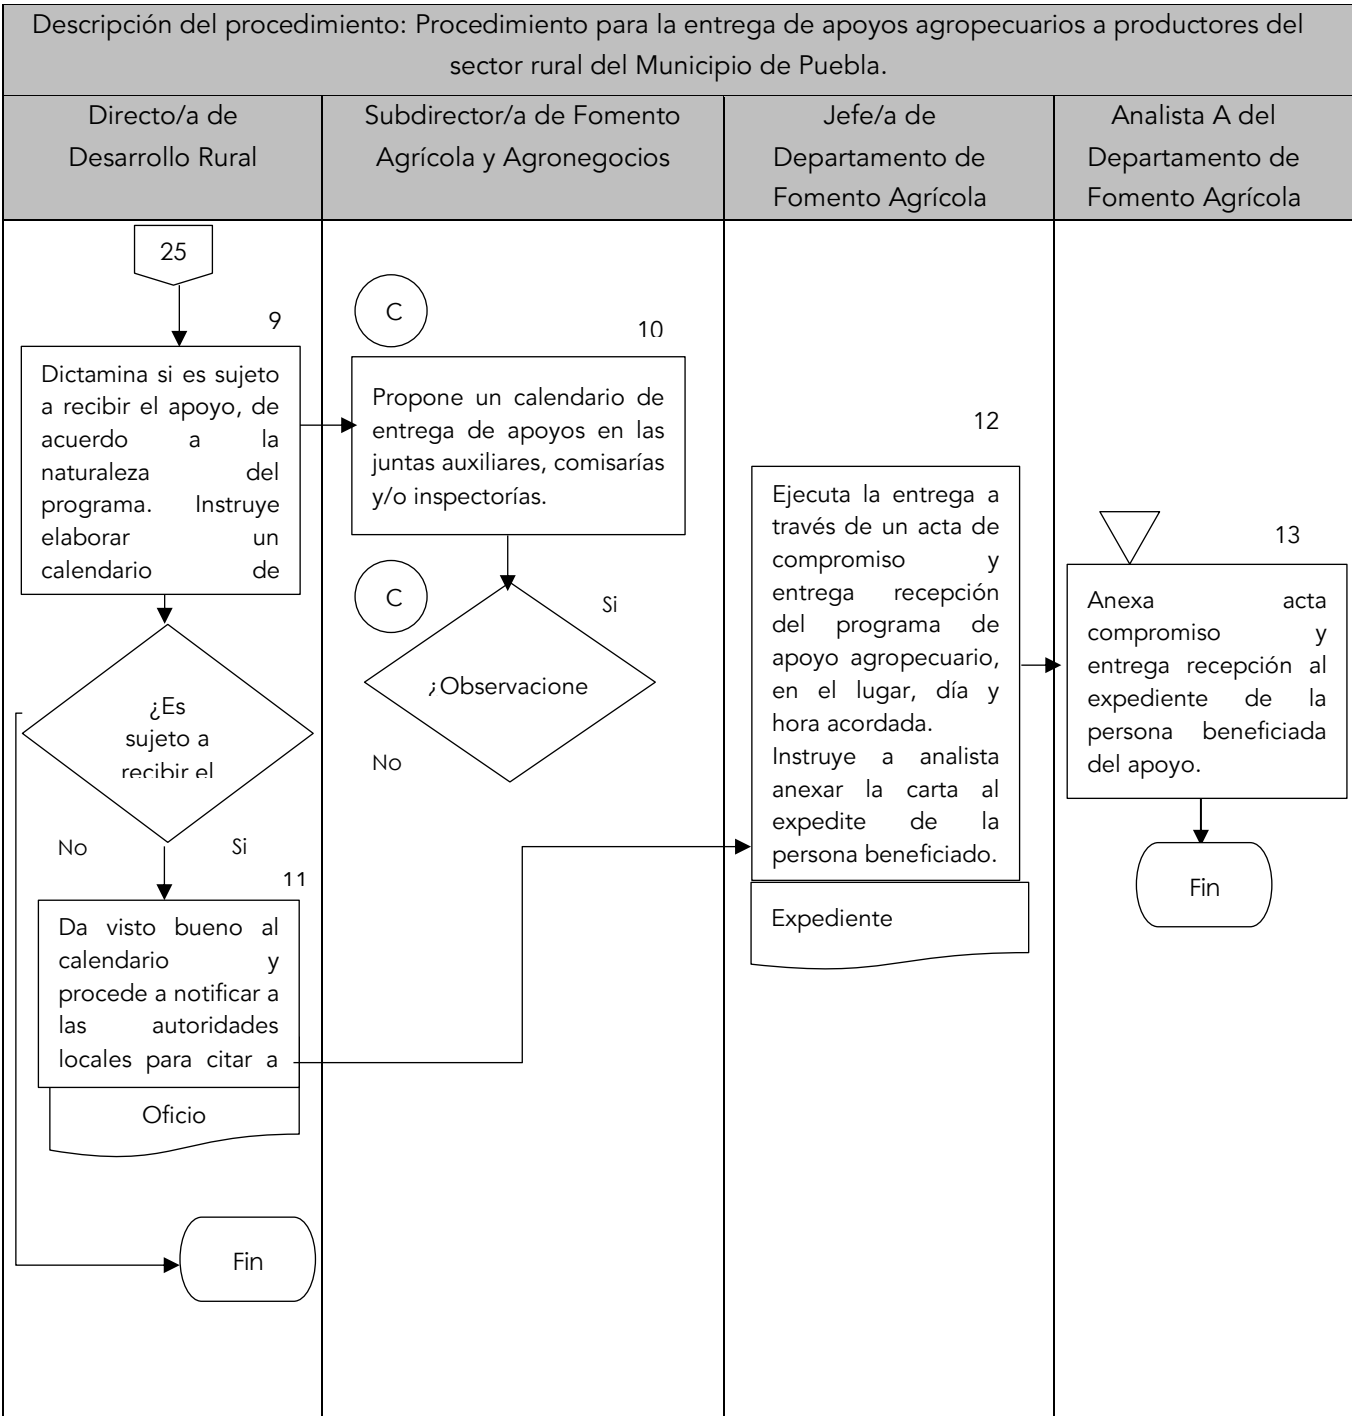 Descripción del procedimiento: Procedimiento para la entrega de apoyos agropecuarios a productores del
sector rural del Municipio de Puebla.
Directo/a de
Desarrollo Rural
Subdirector/a de Fomento
Agrícola y Agronegocios
Jefe/a de
Departamento de
Fomento Agrícola
Analista A del
Departamento de
Fomento Agrícola
25
9
Dictamina si es sujeto
a recibir el apoyo, de
acuerdo a la
naturaleza del
programa. Instruye
elaborar un
calendario de
¿Es
sujeto a
recibir el
No
Si
11
Da visto bueno al
calendario y
procede a notificar a
las autoridades
locales para citar a
Oficio
Fin
C
10
Propone un calendario de
entrega de apoyos en las
juntas auxiliares, comisarías
y/o inspectorías.
C
Si
¿Observacione
No
12
Ejecuta la entrega a
través de un acta de
compromiso y
entrega recepción
del programa de
apoyo agropecuario,
en el lugar, día y
hora acordada.
Instruye a analista
anexar la carta al
expedite de la
persona beneficiado.
Expediente
13
Anexa acta
compromiso y
entrega recepción al
expediente de la
persona beneficiada
del apoyo.
Fin